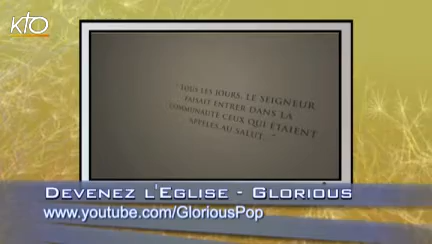 KTO
"TOUS LES JOURS, LE SEIGNEUR
FAISAIT ENTRER DANS LA
COMMUNAUTÉ CEUX QUI ÉTAIENT
APPELÉS AU SALUT..."
DEVENEZ L'EGLISE - GLORIOUS
www.youtube.com/GloriousPop